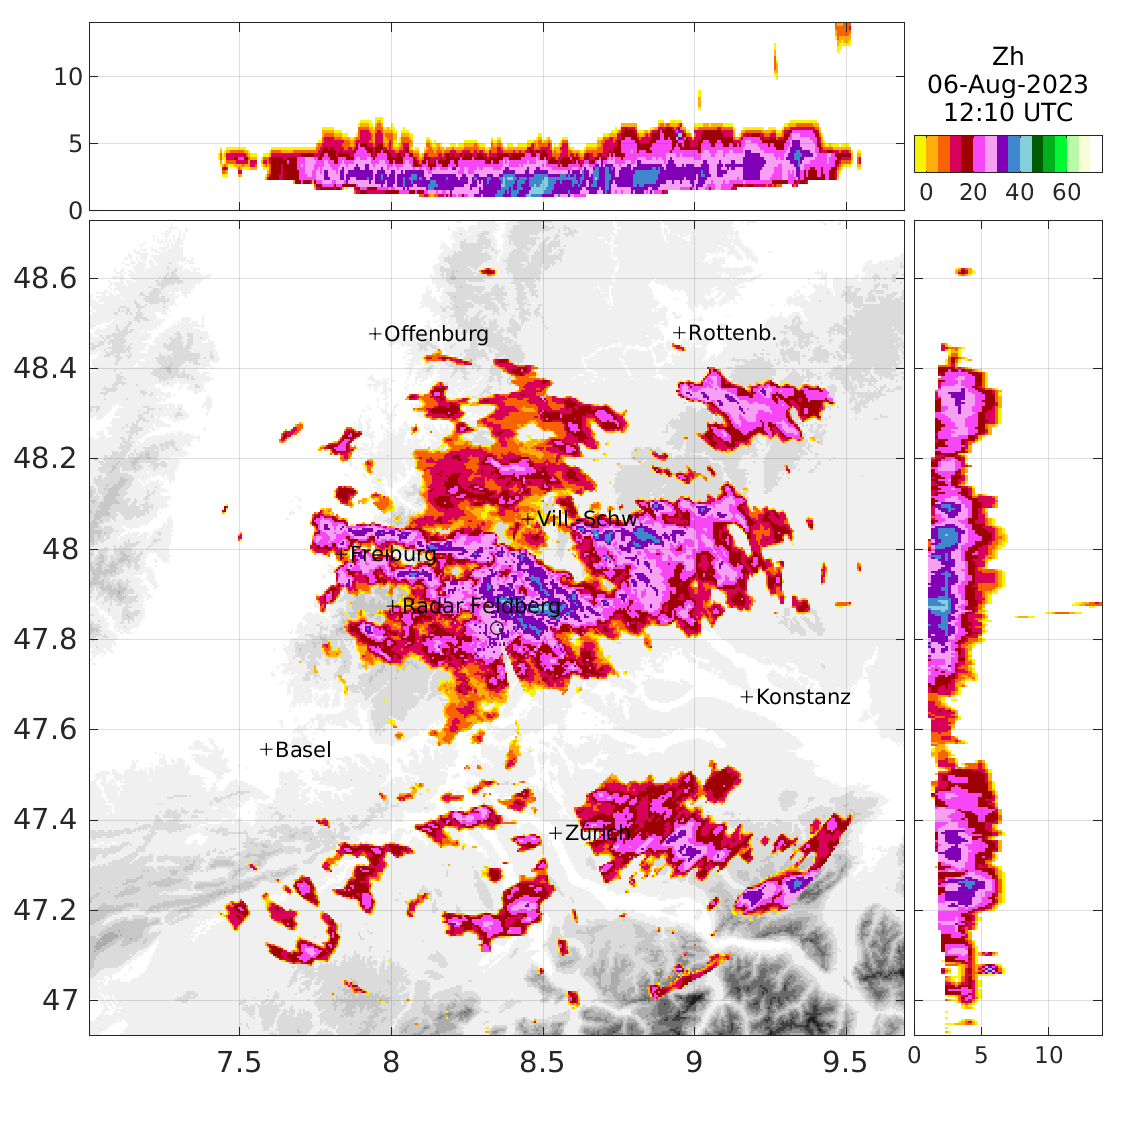 10
5
0
Zh
06-Aug-2023
12:10 UTC
0 20 40 60
48.6
48.4
48.2
48
47.8
47.6
47.4
47.2
47
+Offenburg
+Rottenb.
+Vill.-Schw.
+Freiburg
+Radar Feldberg
+Konstanz
+Basel
+Zürich
7.5 8 8.5 9 9.5
0 5 10